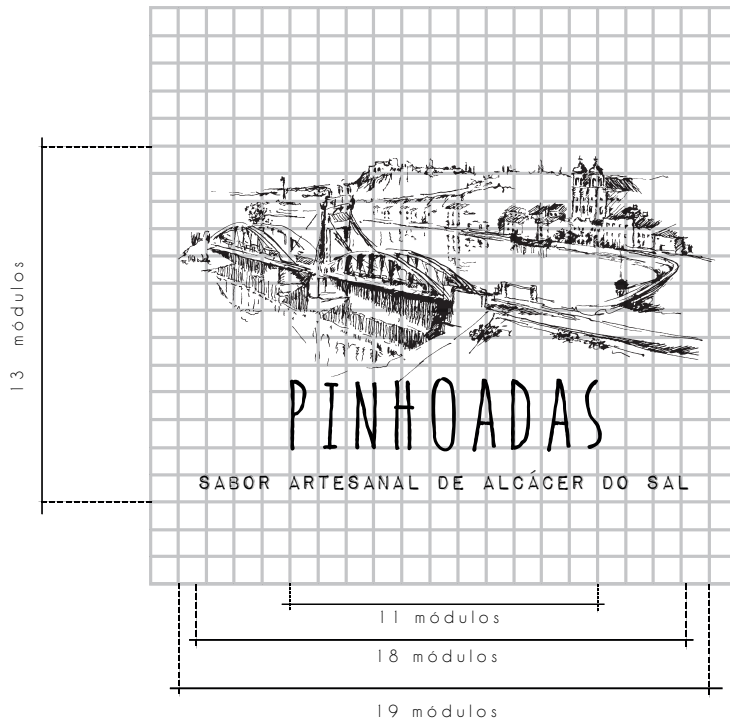 13 módulos
PINHOADAS
SABOR ARTESANAL DE ALCÁCER DO SAL
11 módulos
18 módulos
19 módulos